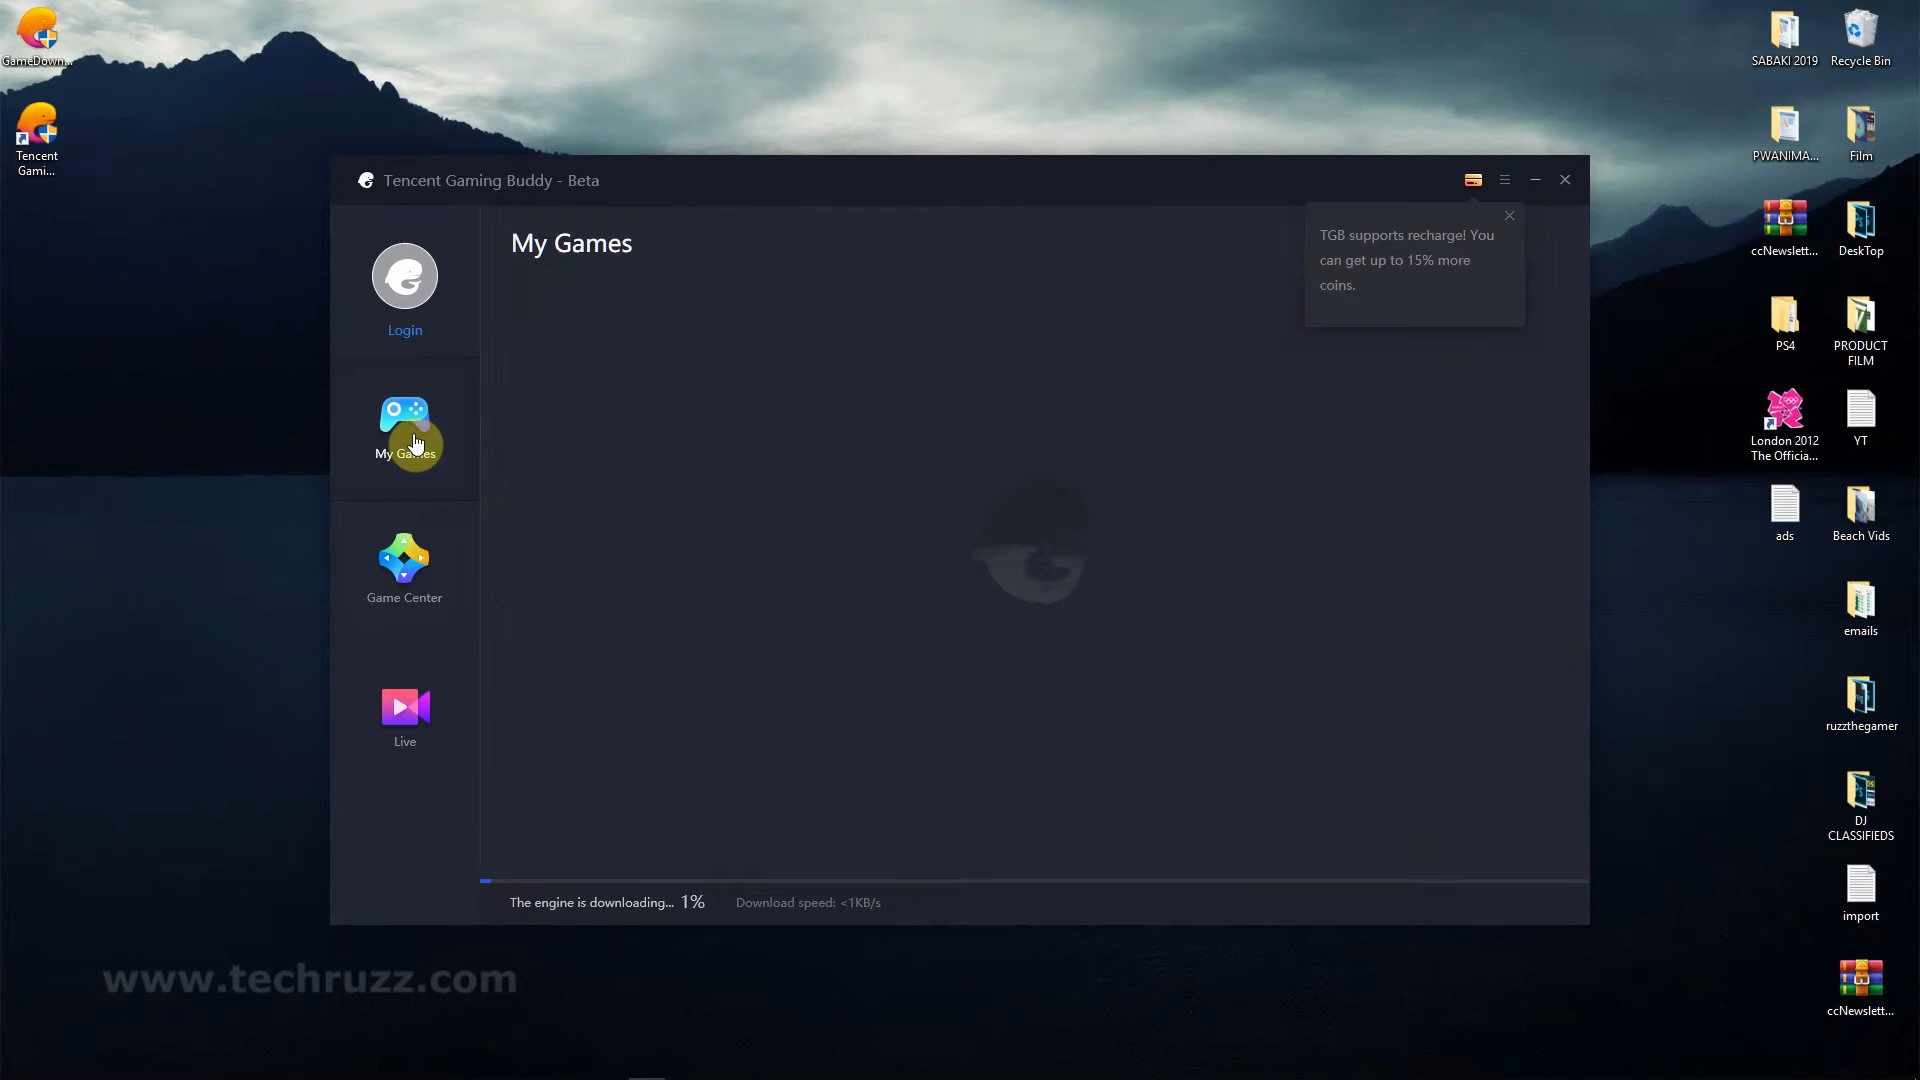 GameDown...
Tencent
Gami...
Tencent Gaming Buddy - Beta
Login
My Games
Game Center
Live
My Games
TGB supports recharge! You
can get up to 15% more
coins.
The engine is downloading... 1% Download speed: <1KB/s
www.techruzz.com
SABAKI 2019
Recycle Bin
PWANIMA...
Film
ccNewslett...
DeskTop
PS4
PRODUCT
FILM
London 2012
The Officia...
YT
ads
Beach Vids
emails
ruzzthegamer
DJ
CLASSIFIEDS
import
ccNewslett...